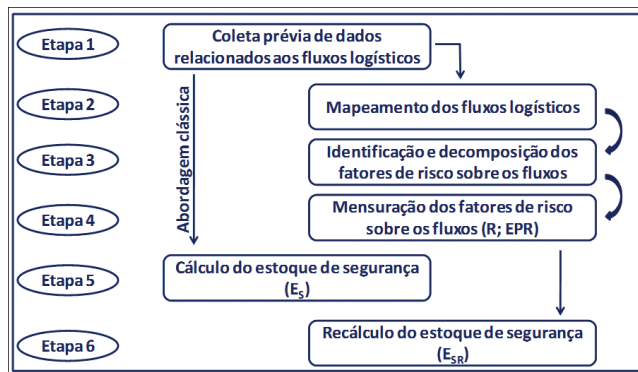 Etapa 1
Coleta prévia de dados
relacionados aos fluxos logísticos
Etapa 2
Mapeamento dos fluxos logísticos
Abordagem clássica
Etapa 3
Identificação e decomposição dos
fatores de risco sobre os fluxos
Etapa 4
Mensuração dos fatores de risco
sobre os fluxos (R; EPR)
Etapa 5
Cálculo do estoque de segurança
(ES)
Etapa 6
Recálculo do estoque de segurança
(ESR)